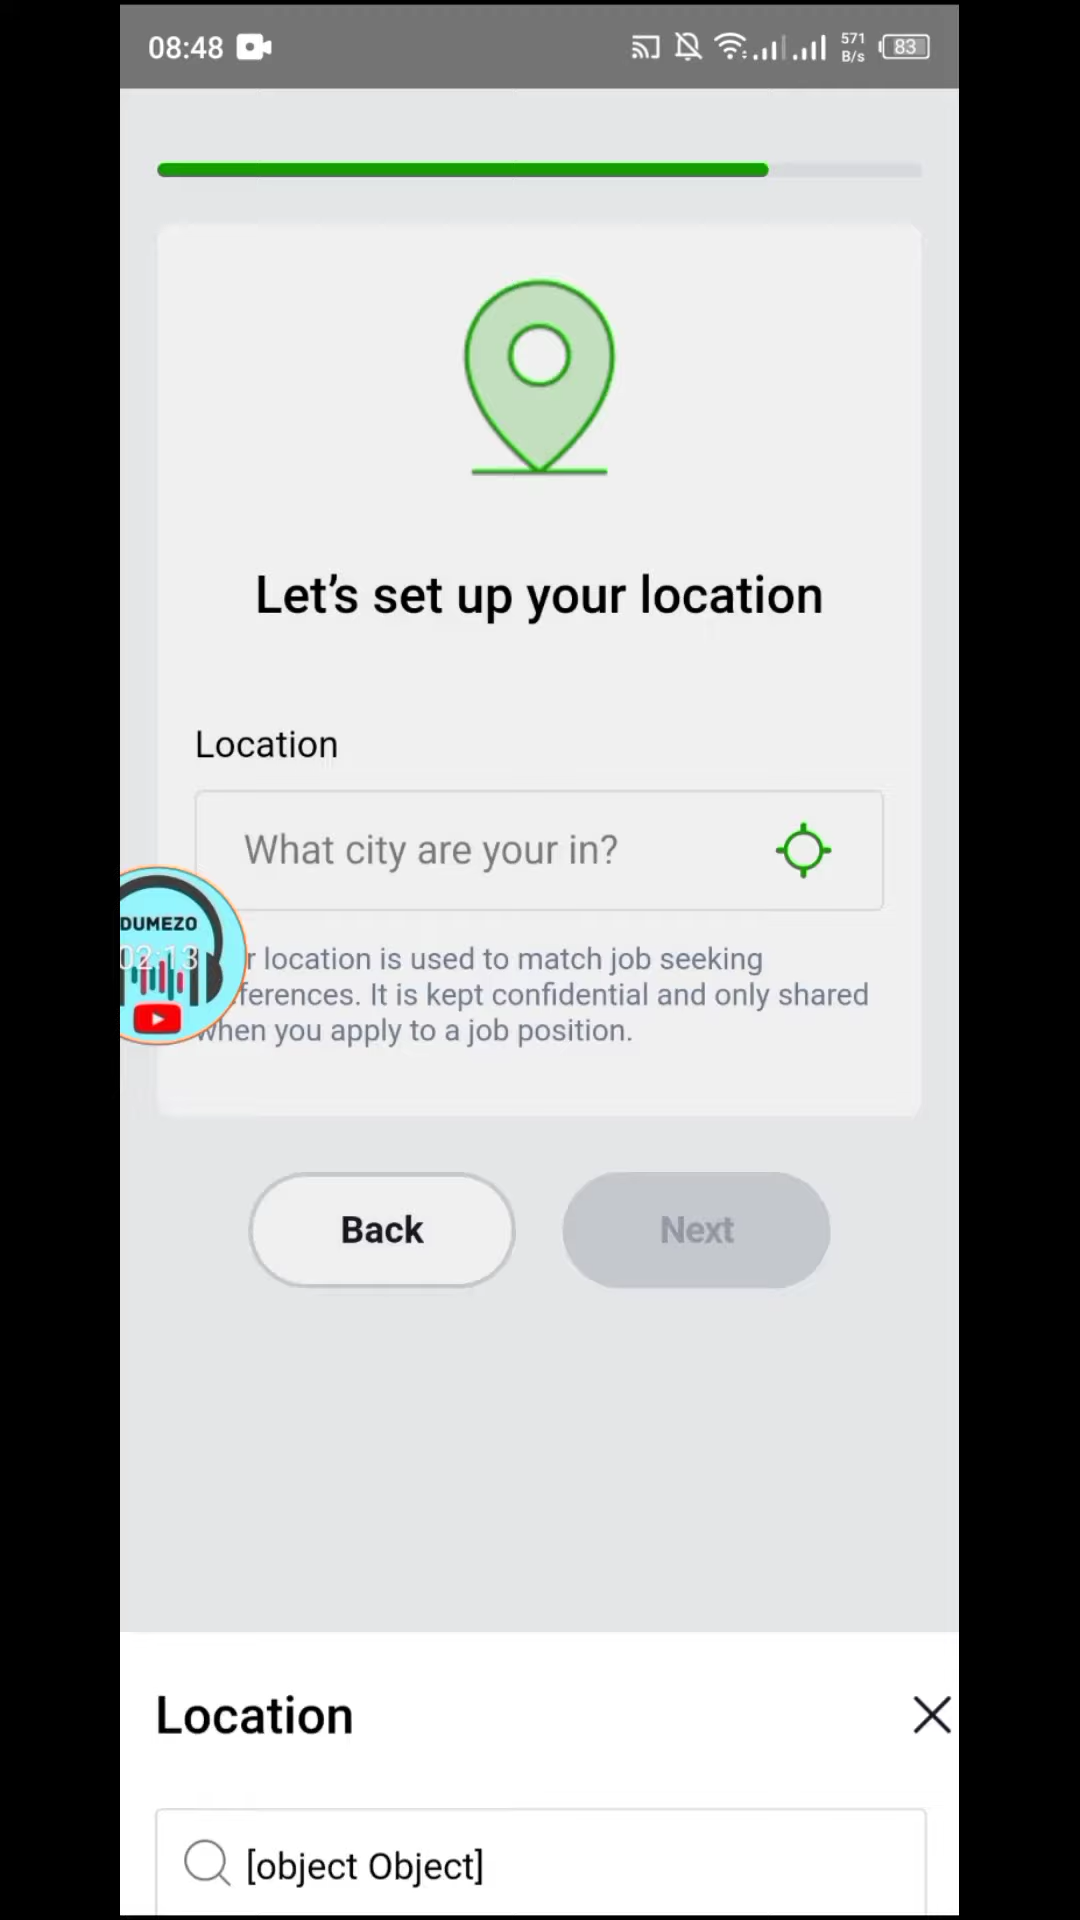 08:48
571
B/s
83
Let's set up your location
Location
What city are your in?
DUMEZO
02:13
r location is used to match job seeking
ferences. It is kept confidential and only shared
when you apply to a job position.
Back
Next
Location
[object Object]